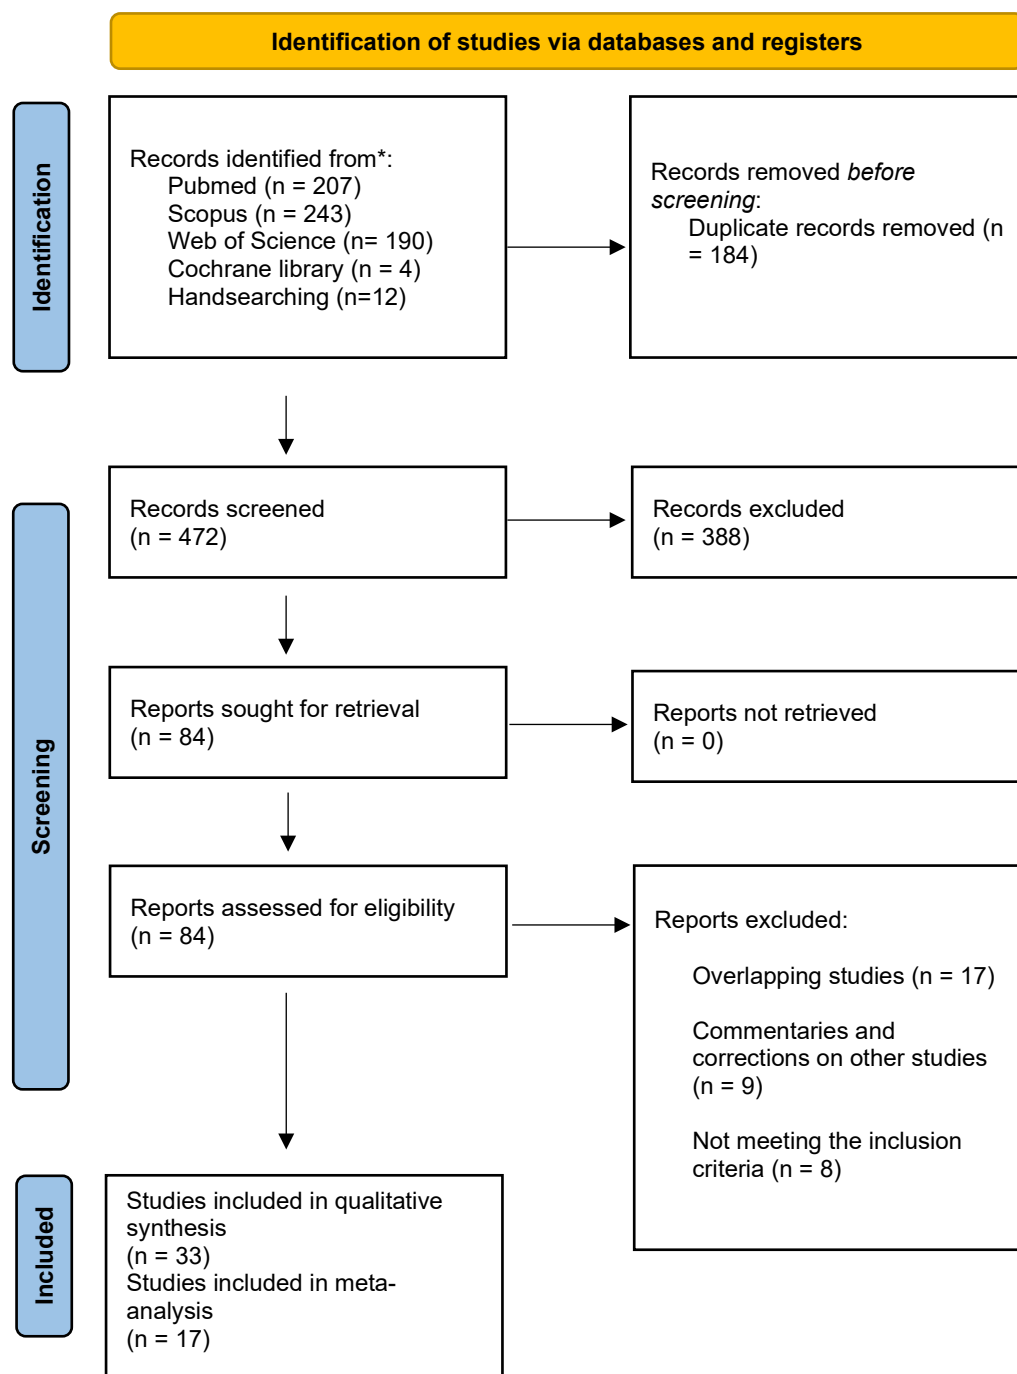 Identification of studies via databases and registers
Identification
Records identified from*:
Pubmed (n = 207)
Scopus (n = 243)
Web of Science (n= 190)
Cochrane library (n = 4)
Handsearching (n=12)
Records removed before
screening:
Duplicate records removed (n
= 184)
Screening
Records screened
(n = 472)
Records excluded
(n = 388)
Reports sought for retrieval
(n = 84)
Reports not retrieved
(n = 0)
Reports assessed for eligibility
(n = 84)
Reports excluded:
Overlapping studies (n = 17)
Commentaries and
corrections on other studies
(n = 9)
Not meeting the inclusion
criteria (n = 8)
Included
Studies included in qualitative
synthesis
(n = 33)
Studies included in meta-
analysis
(n = 17)